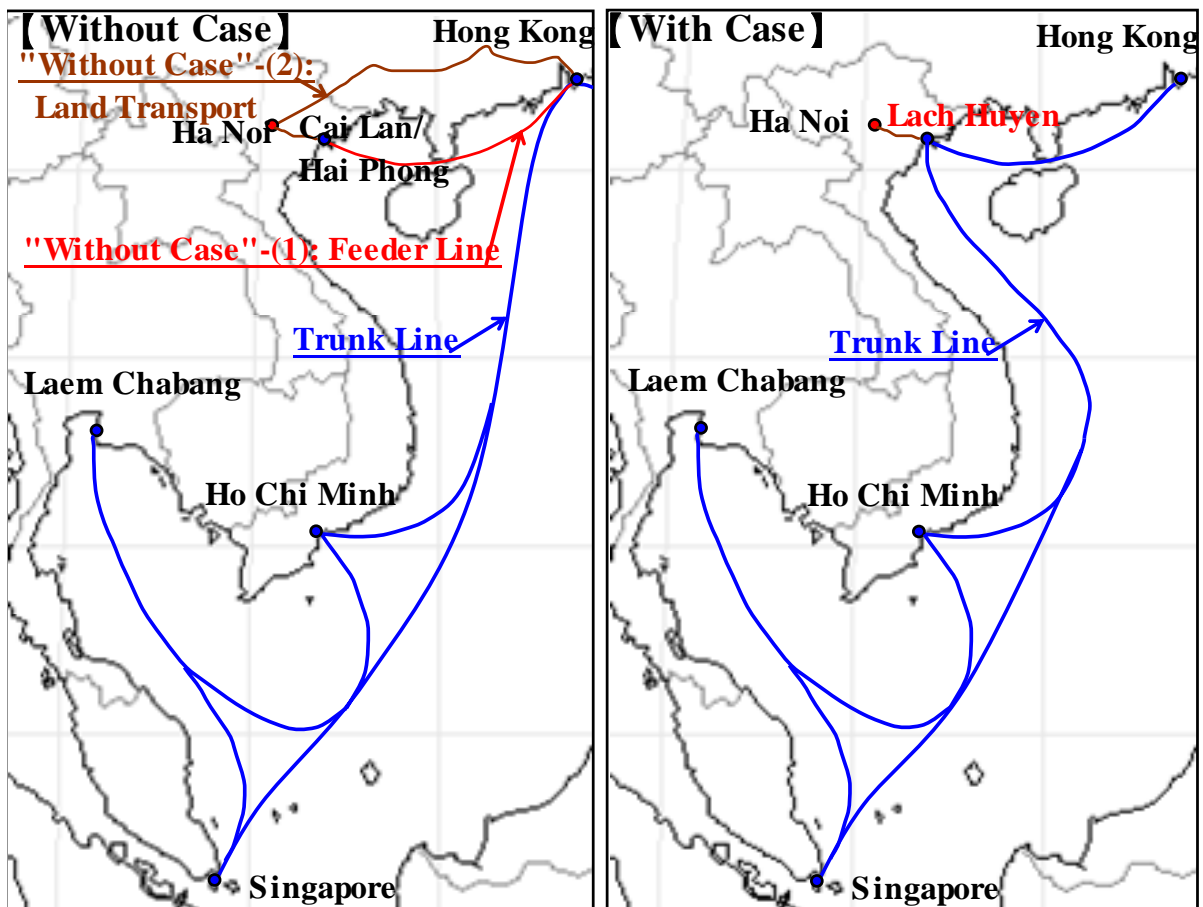 【Without Case】
Hong Kong
"Without Case"-(2):
Land Transport
Ha Noi
Cai Lan/
Hai Phong
"Without Case"-(1): Feeder Line
Trunk Line
Laem Chabang
Ho Chi Minh
Singapore
【With Case】
Hong Kong
Lach Huyen
Ha Noi
Trunk Line
Laem Chabang
Ho Chi Minh
Singapore